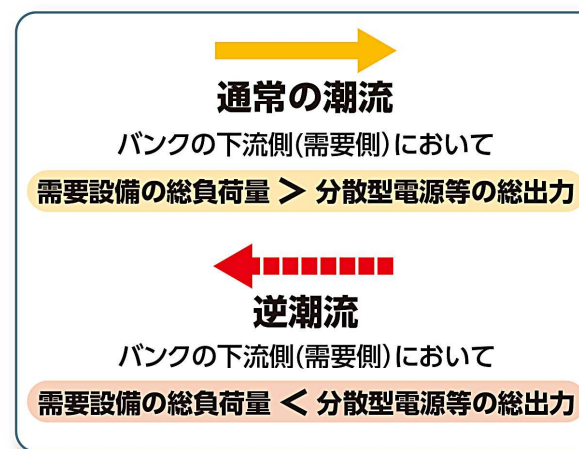 通常の潮流
バンクの下流側(需要側)において
需要設備の総負荷量 > 分散型電源等の総出力
逆潮流
バンクの下流側(需要側)において
需要設備の総負荷量 < 分散型電源等の総出力